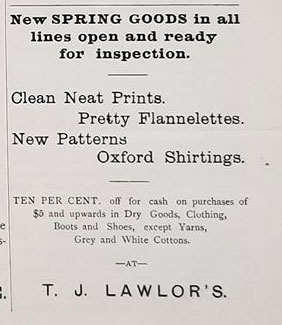 New SPRING GOODS in all
lines open and ready
for inspection.
Clean Neat Prints.
Pretty Flannelettes.
New Patterns
Oxford Shirtings.
TEN PER CENT. off for cash on purchases of
$5 and upwards in Dry Goods, Clothing,
Boots and Shoes, except Yarns,
Grey and White Cottons.
—AT—
T. J. LAWLOR'S.